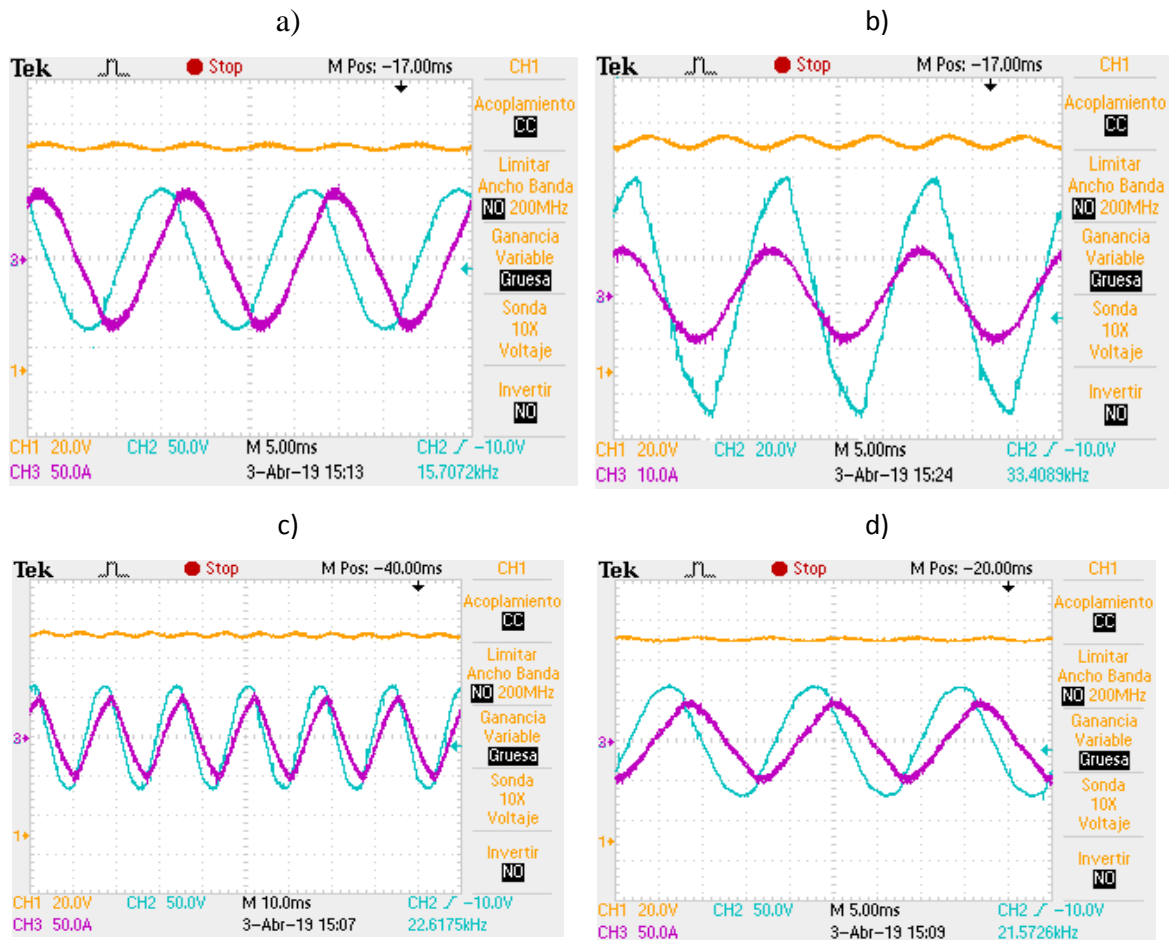 a)
Tek Stop M Pos: -17.00ms CH1
Acoplamiento
CC
Limitar
Ancho Banda
NO 200MHz
Ganancia
Variable
Gruesa
Sonda
10X
Voltaje
Invertir
NO
3
1
CH1 20.0V CH2 50.0V M 5.00ms CH2 -10.0V
CH3 50.0A 3-Abr-19 15:13 15.7072kHz
b)
Tek Stop M Pos: -17.00ms CH1
Acoplamiento
CC
Limitar
Ancho Banda
NO 200MHz
Ganancia
Variable
Gruesa
Sonda
10X
Voltaje
Invertir
NO
3
1
CH1 20.0V CH2 20.0V M 5.00ms CH2 -10.0V
CH3 10.0A 3-Abr-19 15:24 33.4089kHz
c)
Tek Stop M Pos: -40.00ms CH1
Acoplamiento
CC
Limitar
Ancho Banda
NO 200MHz
Ganancia
Variable
Gruesa
Sonda
10X
Voltaje
Invertir
NO
3
1
CH1 20.0V CH2 50.0V M 10.0ms CH2 -10.0V
CH3 50.0A 3-Abr-19 15:07 22.6175kHz
d)
Tek Stop M Pos: -20.00ms CH1
Acoplamiento
CC
Limitar
Ancho Banda
NO 200MHz
Ganancia
Variable
Gruesa
Sonda
10X
Voltaje
Invertir
NO
3
1
CH1 20.0V CH2 50.0V M 5.00ms CH2 -10.0V
CH3 50.0A 3-Abr-19 15:09 21.5726kHz